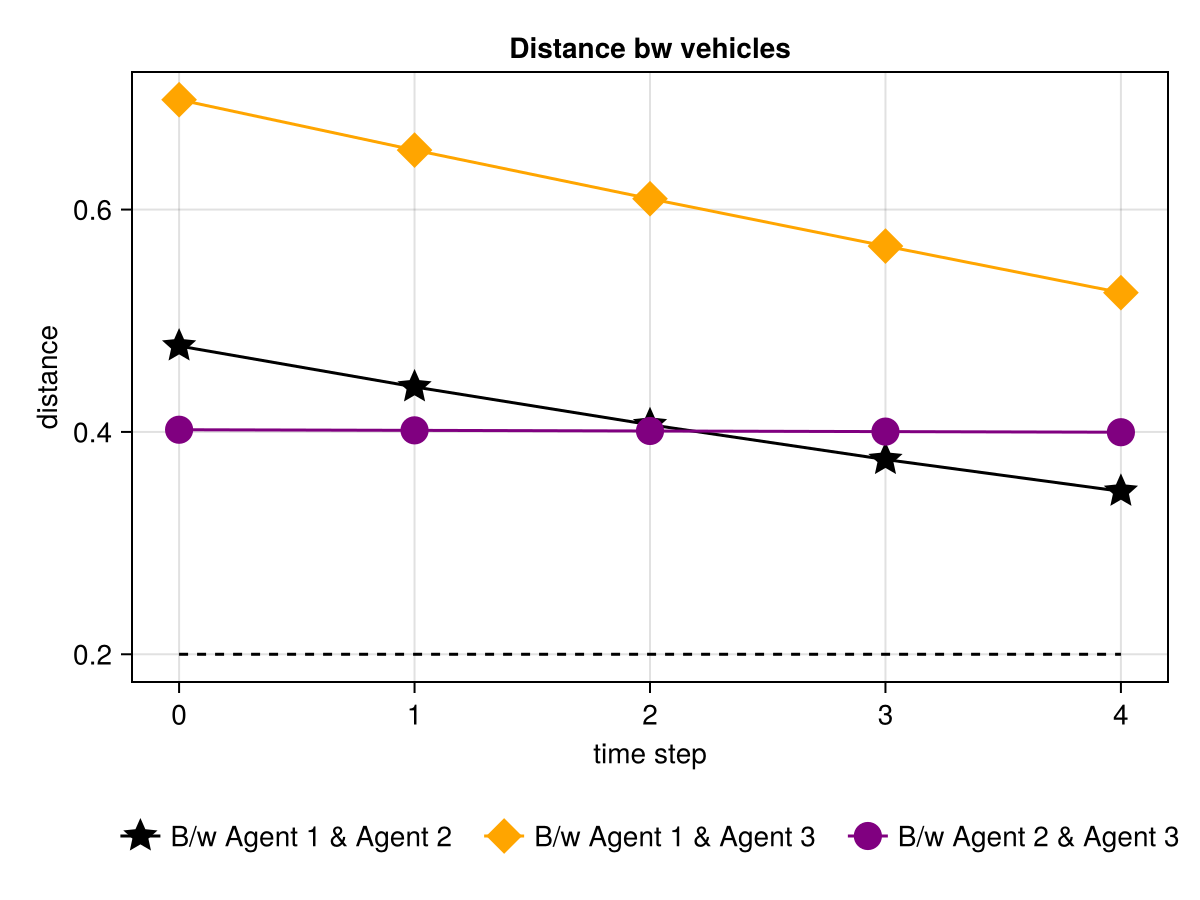 Distance bw vehicles
distance
0.6
0.4
0.2
0 1 2 3 4
time step
B/w Agent 1 & Agent 2 B/w Agent 1 & Agent 3 B/w Agent 2 & Agent 3